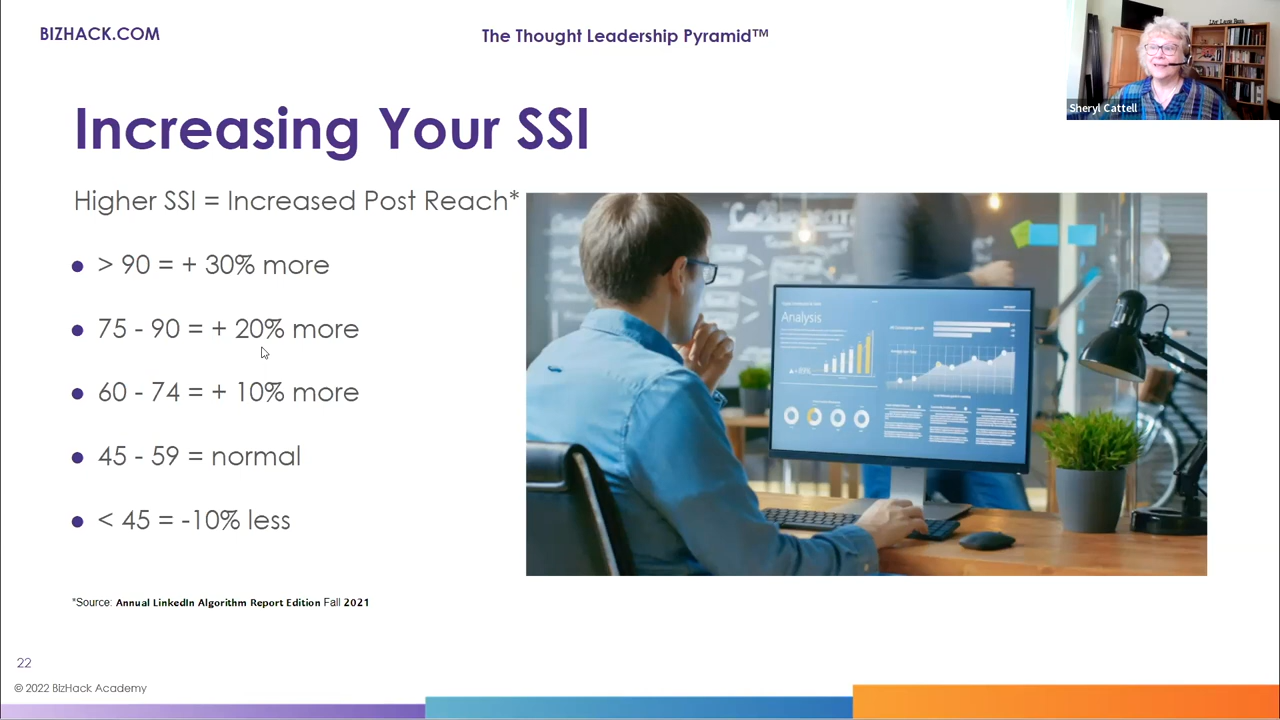 BIZHACK.COM
The Thought Leadership Pyramid™
Sheryl Cattell
Increasing Your SSI
Higher SSI = Increased Post Reach*
> 90 = + 30% more
75 - 90 = + 20% more
60 - 74 = + 10% more
45 - 59 = normal
< 45 = -10% less
Analysis
*Source: Annual LinkedIn Algorithm Report Edition Fall 2021
22
© 2022 BizHack Academy